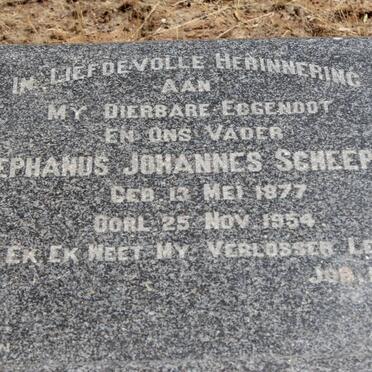 IN LIEFDEVOLLE HERINNERING
AAN
MY DIERBARE EGGENOOT
EN ONS VADER
EPHANUS JOHANNES SCHEEP
GEB. 13 MEI 1877
OORL. 25 NOV. 1954.
EK EK WEET MY VERLOSSER LE
JOB.